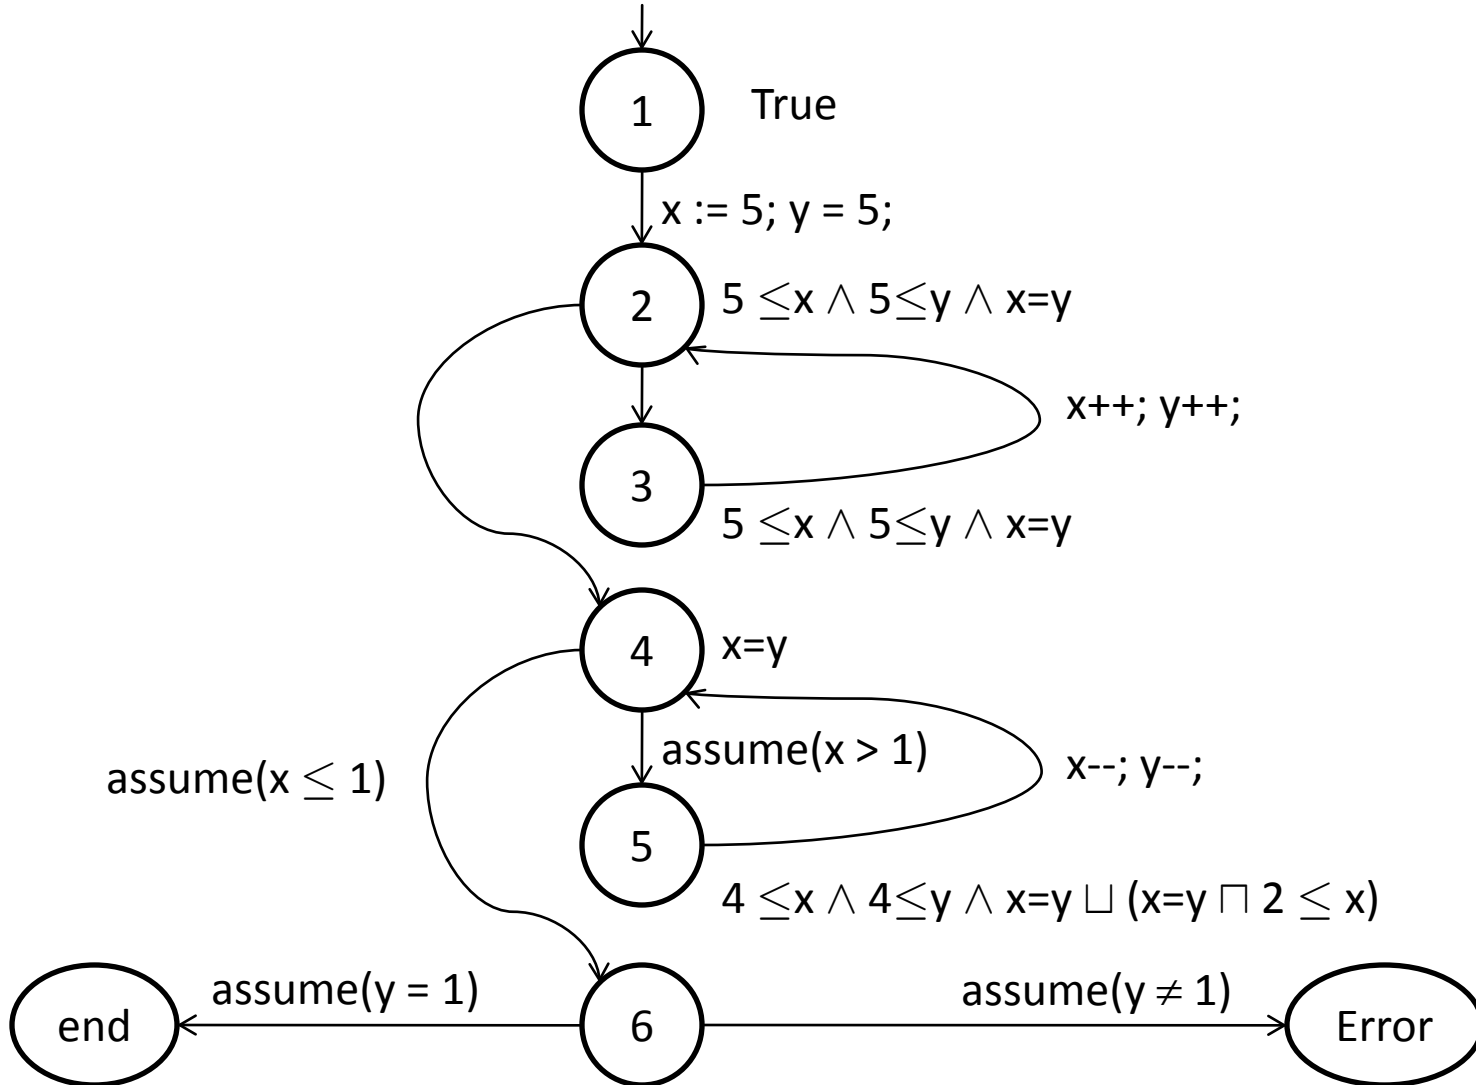 1 True
x := 5; y = 5;
2 5 ≤x ∧ 5≤y ∧ x=y
x++; y++;
3
5 ≤x ∧ 5≤y ∧ x=y
4 x=y
assume(x > 1)
assume(x ≤ 1)
x--; y--;
5
4 ≤x ∧ 4≤y ∧ x=y ⊔ (x=y ⊓ 2 ≤ x)
assume(y = 1)
assume(y ≠ 1)
end
6
Error